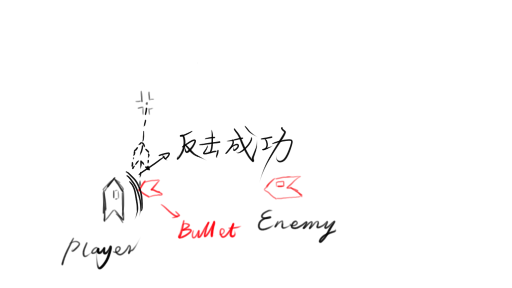 反击成功
Bullet
Enemy
Player